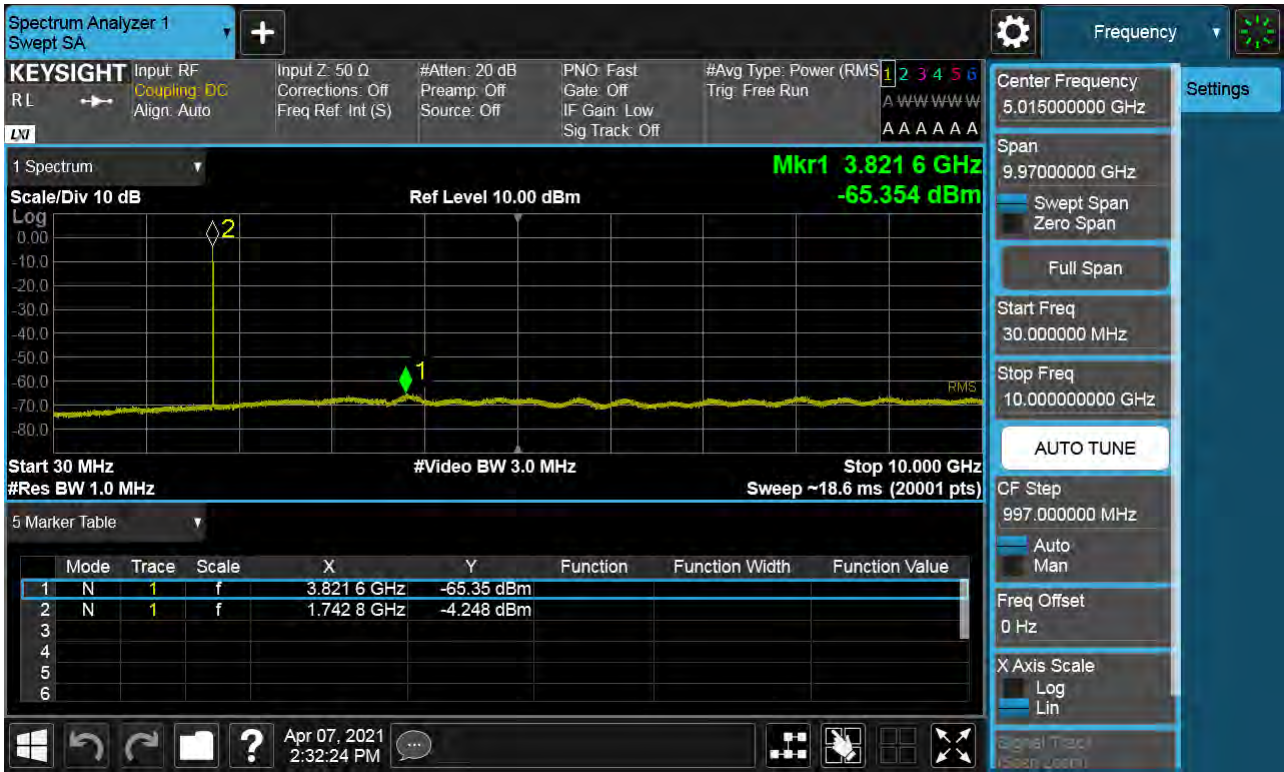 Spectrum Analyzer 1
Swept SA
+
Frequency
KEYSIGHT
RL
LXI
Input: RF
Coupling: DC
Align: Auto
Input Z: 50 Ω
Corrections: Off
Freq Ref: Int (S)
#Atten: 20 dB
Preamp: Off
Source: Off
PNO: Fast
Gate: Off
IF Gain: Low
Sig Track: Off
#Avg Type: Power (RMS
Trig: Free Run
1 2 3 4 5 6
A W W W W W
A A A A A A
1 Spectrum
Mkr1 3.821 6 GHz
-65.354 dBm
Scale/Div 10 dB
Ref Level 10.00 dBm
Log
0.00
-10.0
-20.0
-30.0
-40.0
-50.0
-60.0
-70.0
-80.0
2
1
RMS
Start 30 MHz
#Video BW 3.0 MHz
Stop 10.000 GHz
#Res BW 1.0 MHz
Sweep ~18.6 ms (20001 pts)
5 Marker Table
Mode Trace Scale X Y Function Function Width Function Value
1 N 1 f 3.821 6 GHz -65.35 dBm
2 N 1 f 1.742 8 GHz -4.248 dBm
3
4
5
6
?
Apr 07, 2021
2:32:24 PM
Center Frequency
5.015000000 GHz
Settings
Span
9.97000000 GHz
Swept Span
Zero Span
Full Span
Start Freq
30.000000 MHz
Stop Freq
10.000000000 GHz
AUTO TUNE
CF Step
997.000000 MHz
Auto
Man
Freq Offset
0 Hz
X Axis Scale
Log
Lin
Signal Track
(Span Zoom)